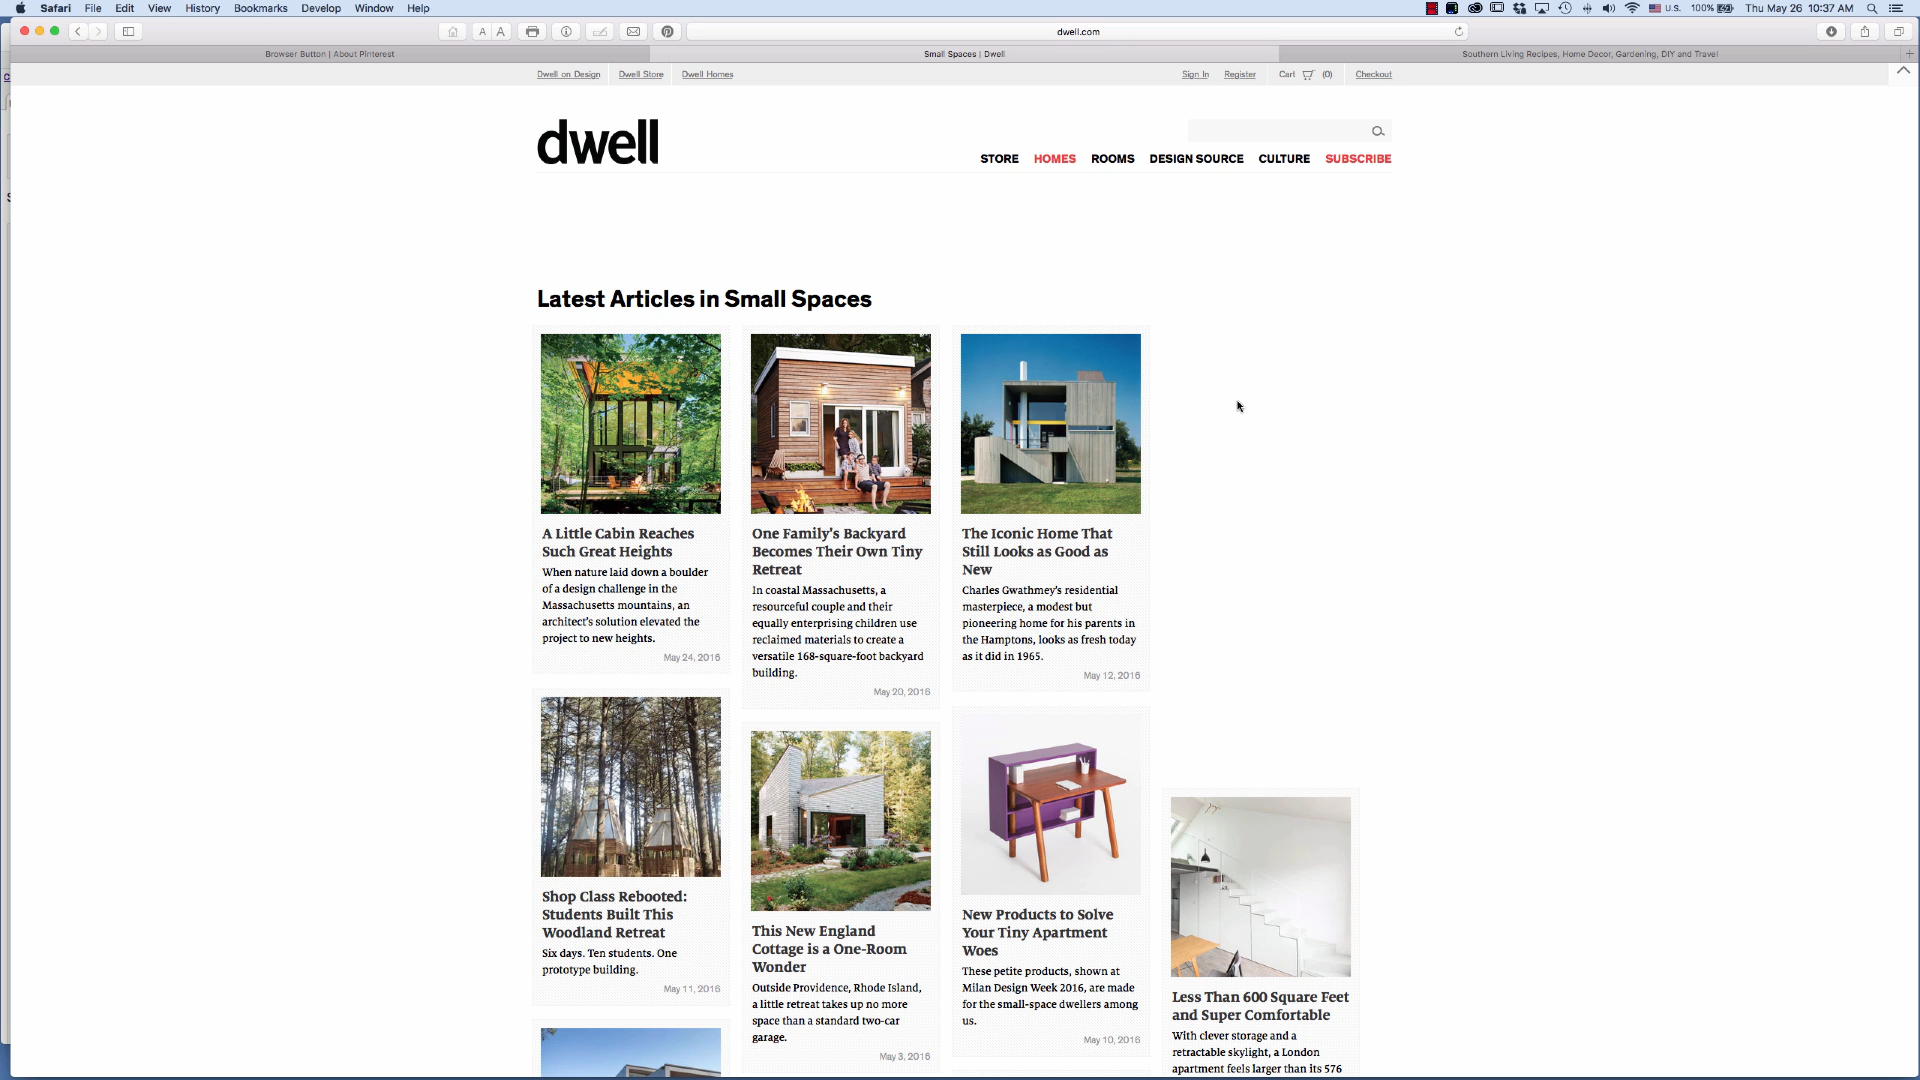 Safari File Edit View History Bookmarks Develop Window Help
U.S. 100% Thu May 26 10:37 AM
A A
dwell.com
Browser Button | About Pinterest
Small Spaces | Dwell
Southern Living Recipes, Home Decor, Gardening, DIY and Travel
Dwell on Design Dwell Store Dwell Homes
Sign In Register Cart (0) Checkout
dwell
STORE HOMES ROOMS DESIGN SOURCE CULTURE SUBSCRIBE
Latest Articles in Small Spaces
A Little Cabin Reaches
Such Great Heights
When nature laid down a boulder
of a design challenge in the
Massachusetts mountains, an
architect's solution elevated the
project to new heights.
May 24, 2016
One Family's Backyard
Becomes Their Own Tiny
Retreat
In coastal Massachusetts, a
resourceful couple and their
equally enterprising children use
reclaimed materials to create a
versatile 168-square-foot backyard
building.
May 20, 2016
The Iconic Home That
Still Looks as Good as
New
Charles Gwathmey's residential
masterpiece, a modest but
pioneering home for his parents in
the Hamptons, looks as fresh today
as it did in 1965.
May 12, 2016
Shop Class Rebooted:
Students Built This
Woodland Retreat
Six days. Ten students. One
prototype building.
May 11, 2016
This New England
Cottage is a One-Room
Wonder
Outside Providence, Rhode Island,
a little retreat takes up no more
space than a standard two-car
garage.
May 3, 2016
New Products to Solve
Your Tiny Apartment
Woes
These petite products, shown at
Milan Design Week 2016, are made
for the small-space dwellers among
us.
May 10, 2016
Less Than 600 Square Feet
and Super Comfortable
With clever storage and a
retractable skylight, a London
apartment feels larger than its 576